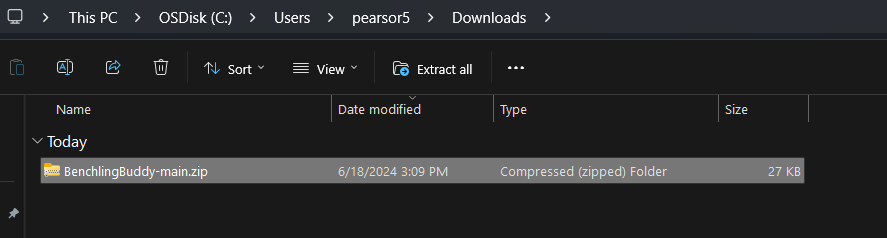 This PC > OSDisk (C:) > Users > pearsor5 > Downloads >
Sort View Extract all ...
Name Date modified Type Size
Today
BenchlingBuddy-main.zip 6/18/2024 3:09 PM Compressed (zipped) Folder 27 KB